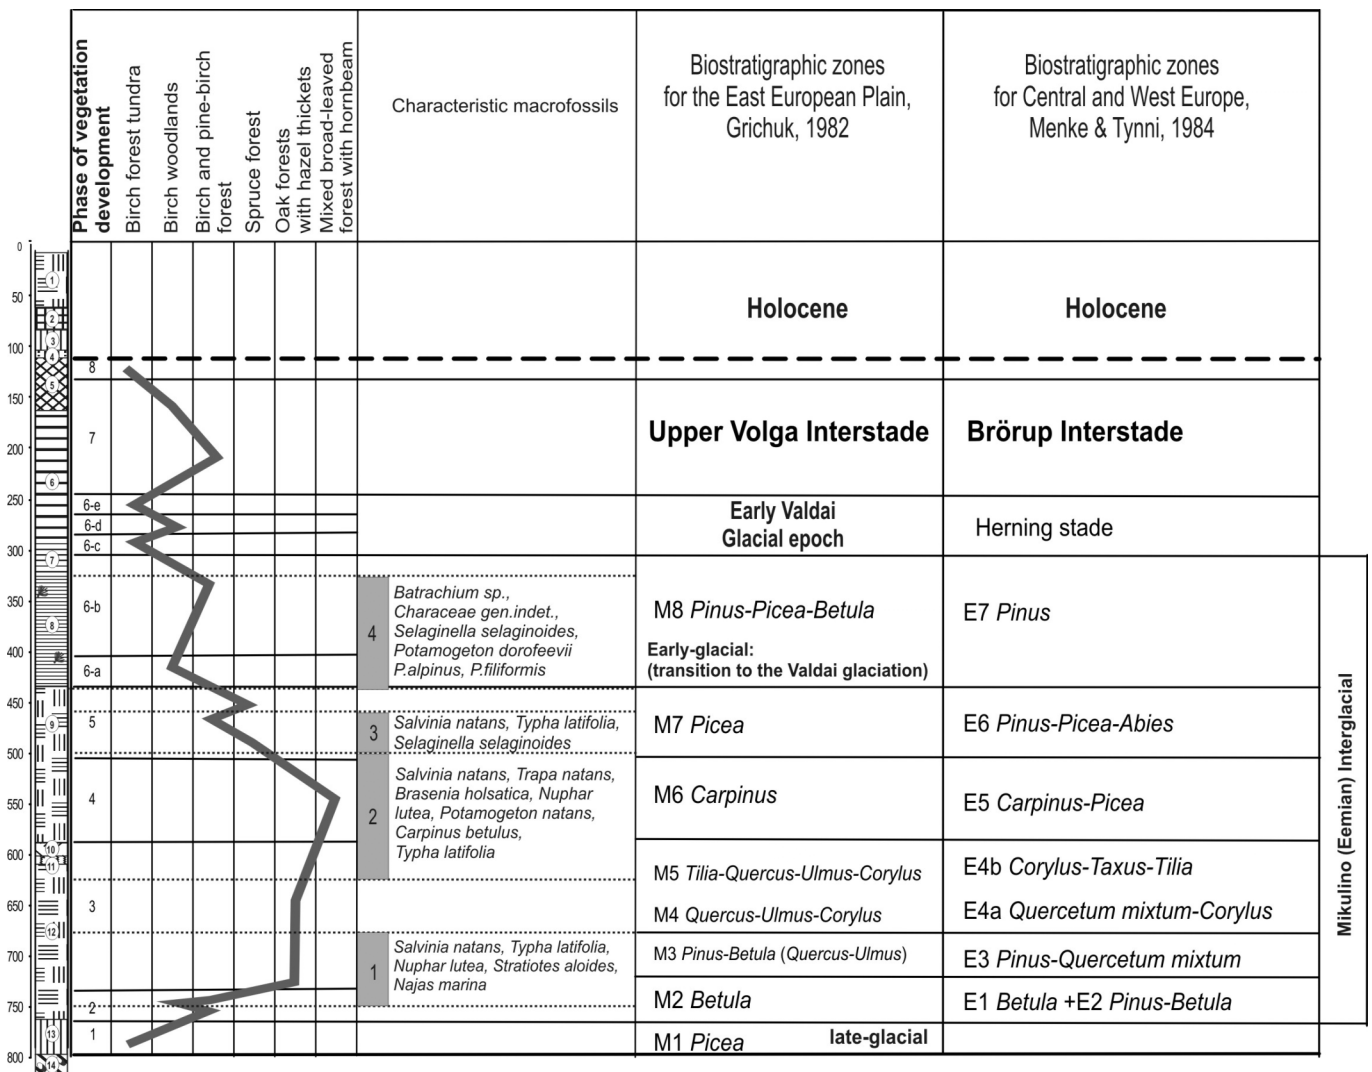 Phase of vegetation
development
Birch forest tundra
Birch woodlands
Birch and pine-birch
forest
Spruce forest
Oak forests
with hazel thickets
Mixed broad-leaved
forest with hornbeam
Characteristic macrofossils
Biostratigraphic zones
for the East European Plain,
Grichuk, 1982
Biostratigraphic zones
for Central and West Europe,
Menke & Tynni, 1984
0
50
100
150
200
250
300
350
400
450
500
550
600
650
700
750
800
1
2
3
4
5
6
7
8
9
10
11
12
13
14
8
7
6-e
6-d
6-c
6-b
6-a
5
4
3
2
1
4
Batrachium sp.,
Characeae gen.indet.,
Selaginella selaginoides,
Potamogeton dorofeevii
P.alpinus, P.filiformis
3
Salvinia natans, Typha latifolia,
Selaginella selaginoides
2
Salvinia natans, Trapa natans,
Brasenia holsatica, Nuphar
lutea, Potamogeton natans,
Carpinus betulus,
Typha latifolia
1
Salvinia natans, Typha latifolia,
Nuphar lutea, Stratiotes aloides,
Najas marina
Holocene
Upper Volga Interstade
Early Valdai
Glacial epoch
M8 Pinus-Picea-Betula
Early-glacial:
(transition to the Valdai glaciation)
M7 Picea
M6 Carpinus
M5 Tilia-Quercus-Ulmus-Corylus
M4 Quercus-Ulmus-Corylus
M3 Pinus-Betula (Quercus-Ulmus)
M2 Betula
M1 Picea
late-glacial
Holocene
Brörup Interstade
Herning stade
E7 Pinus
E6 Pinus-Picea-Abies
E5 Carpinus-Picea
E4b Corylus-Taxus-Tilia
E4a Quercetum mixtum-Corylus
E3 Pinus-Quercetum mixtum
E1 Betula +E2 Pinus-Betula
Mikulino (Eemian) Interglacial